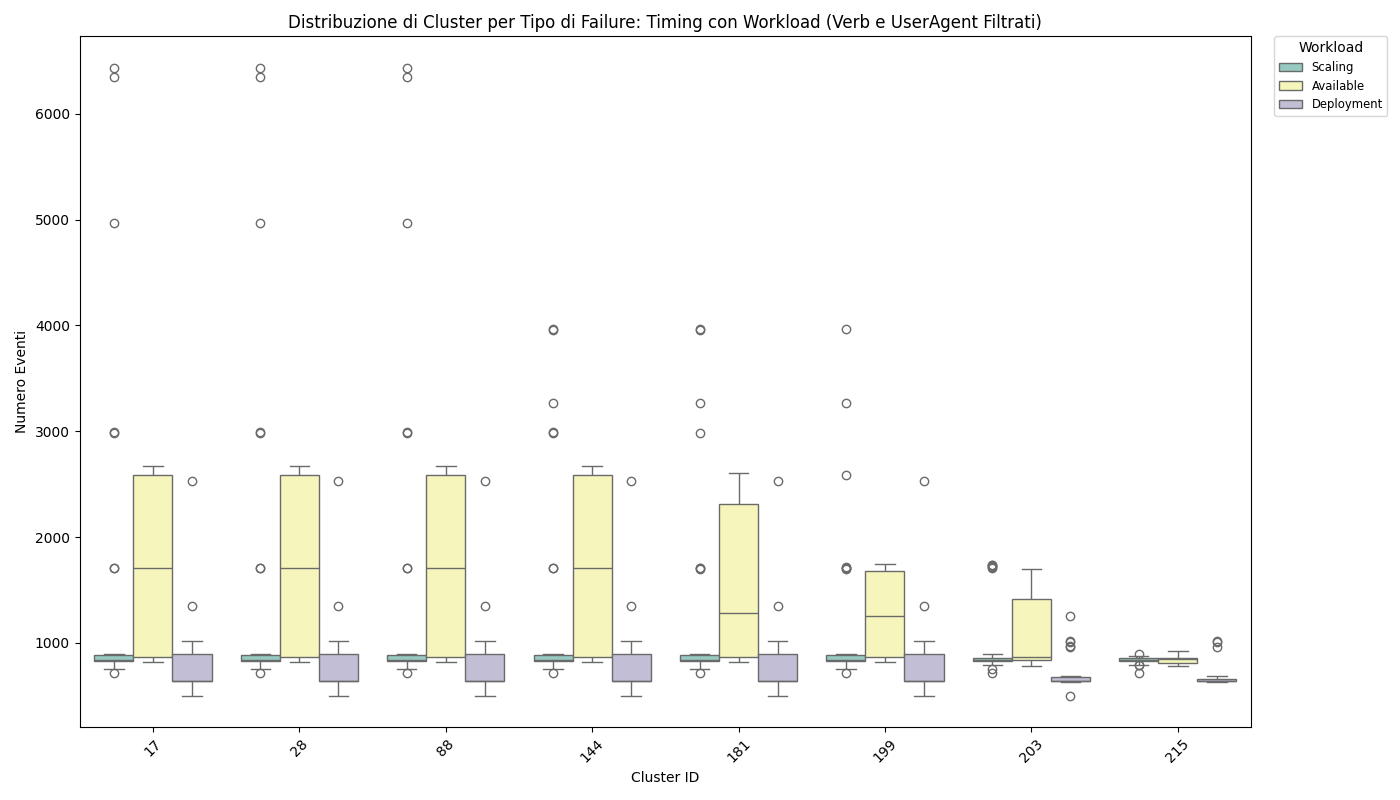 Distribuzione di Cluster per Tipo di Failure: Timing con Workload (Verb e UserAgent Filtrati)
Workload
Scaling
Available
Deployment
Numero Eventi
6000
5000
4000
3000
2000
1000
17
28
88
144
181
199
203
215
Cluster ID